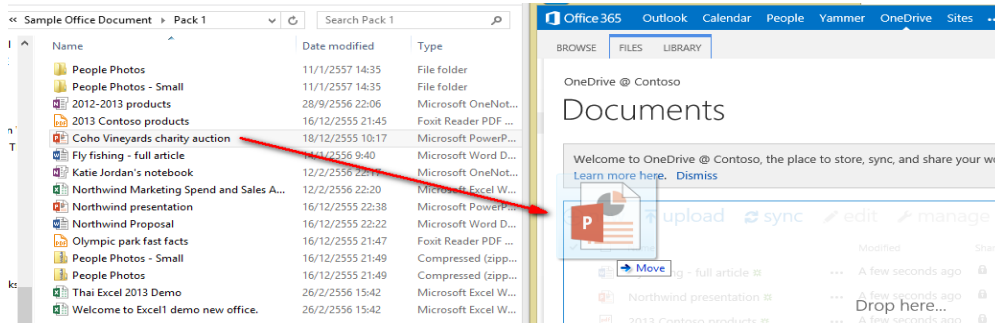 « Sample Office Document Pack 1
Search Pack 1
Name Date modified Type
People Photos 11/1/2557 14:35 File folder
People Photos - Small 11/1/2557 14:35 File folder
2012-2013 products 28/9/2556 22:06 Microsoft OneNot...
2013 Contoso products 16/12/2555 21:45 Foxit Reader PDF ...
Coho Vineyards charity auction 18/12/2555 10:17 Microsoft PowerP...
Fly fishing - full article /1/2556 9:40 Microsoft Word D...
Katie Jordan's notebook 12/2/2556 Microsoft OneNot...
Northwind Marketing Spend and Sales A... 12/2/2556 22:20 Microsoft Excel W...
Northwind presentation 16/12/2555 22:38 Microsoft PowerP...
Northwind Proposal 16/12/2555 22:22 Microsoft Word D...
Olympic park fast facts 16/12/2555 21:47 Foxit Reader PDF ...
People Photos - Small 16/12/2555 21:49 Compressed (zipp...
People Photos 16/12/2555 21:49 Compressed (zipp...
Thai Excel 2013 Demo 26/2/2556 15:42 Microsoft Excel W...
Welcome to Excel1 demo new office. 26/2/2556 15:42 Microsoft Excel W...
Office 365 Outlook Calendar People Yammer OneDrive Sites ...
BROWSE FILES LIBRARY
OneDrive @ Contoso
Documents
Welcome to OneDrive @ Contoso, the place to store, sync, and share your wo
Learn more here. Dismiss
P
upload sync edit manage
Modified Shar
Move
- full article ... A few seconds ago
Northwind presentation ... A few seconds ago
Drop here...
2013 Contoso products ... A few seconds ago